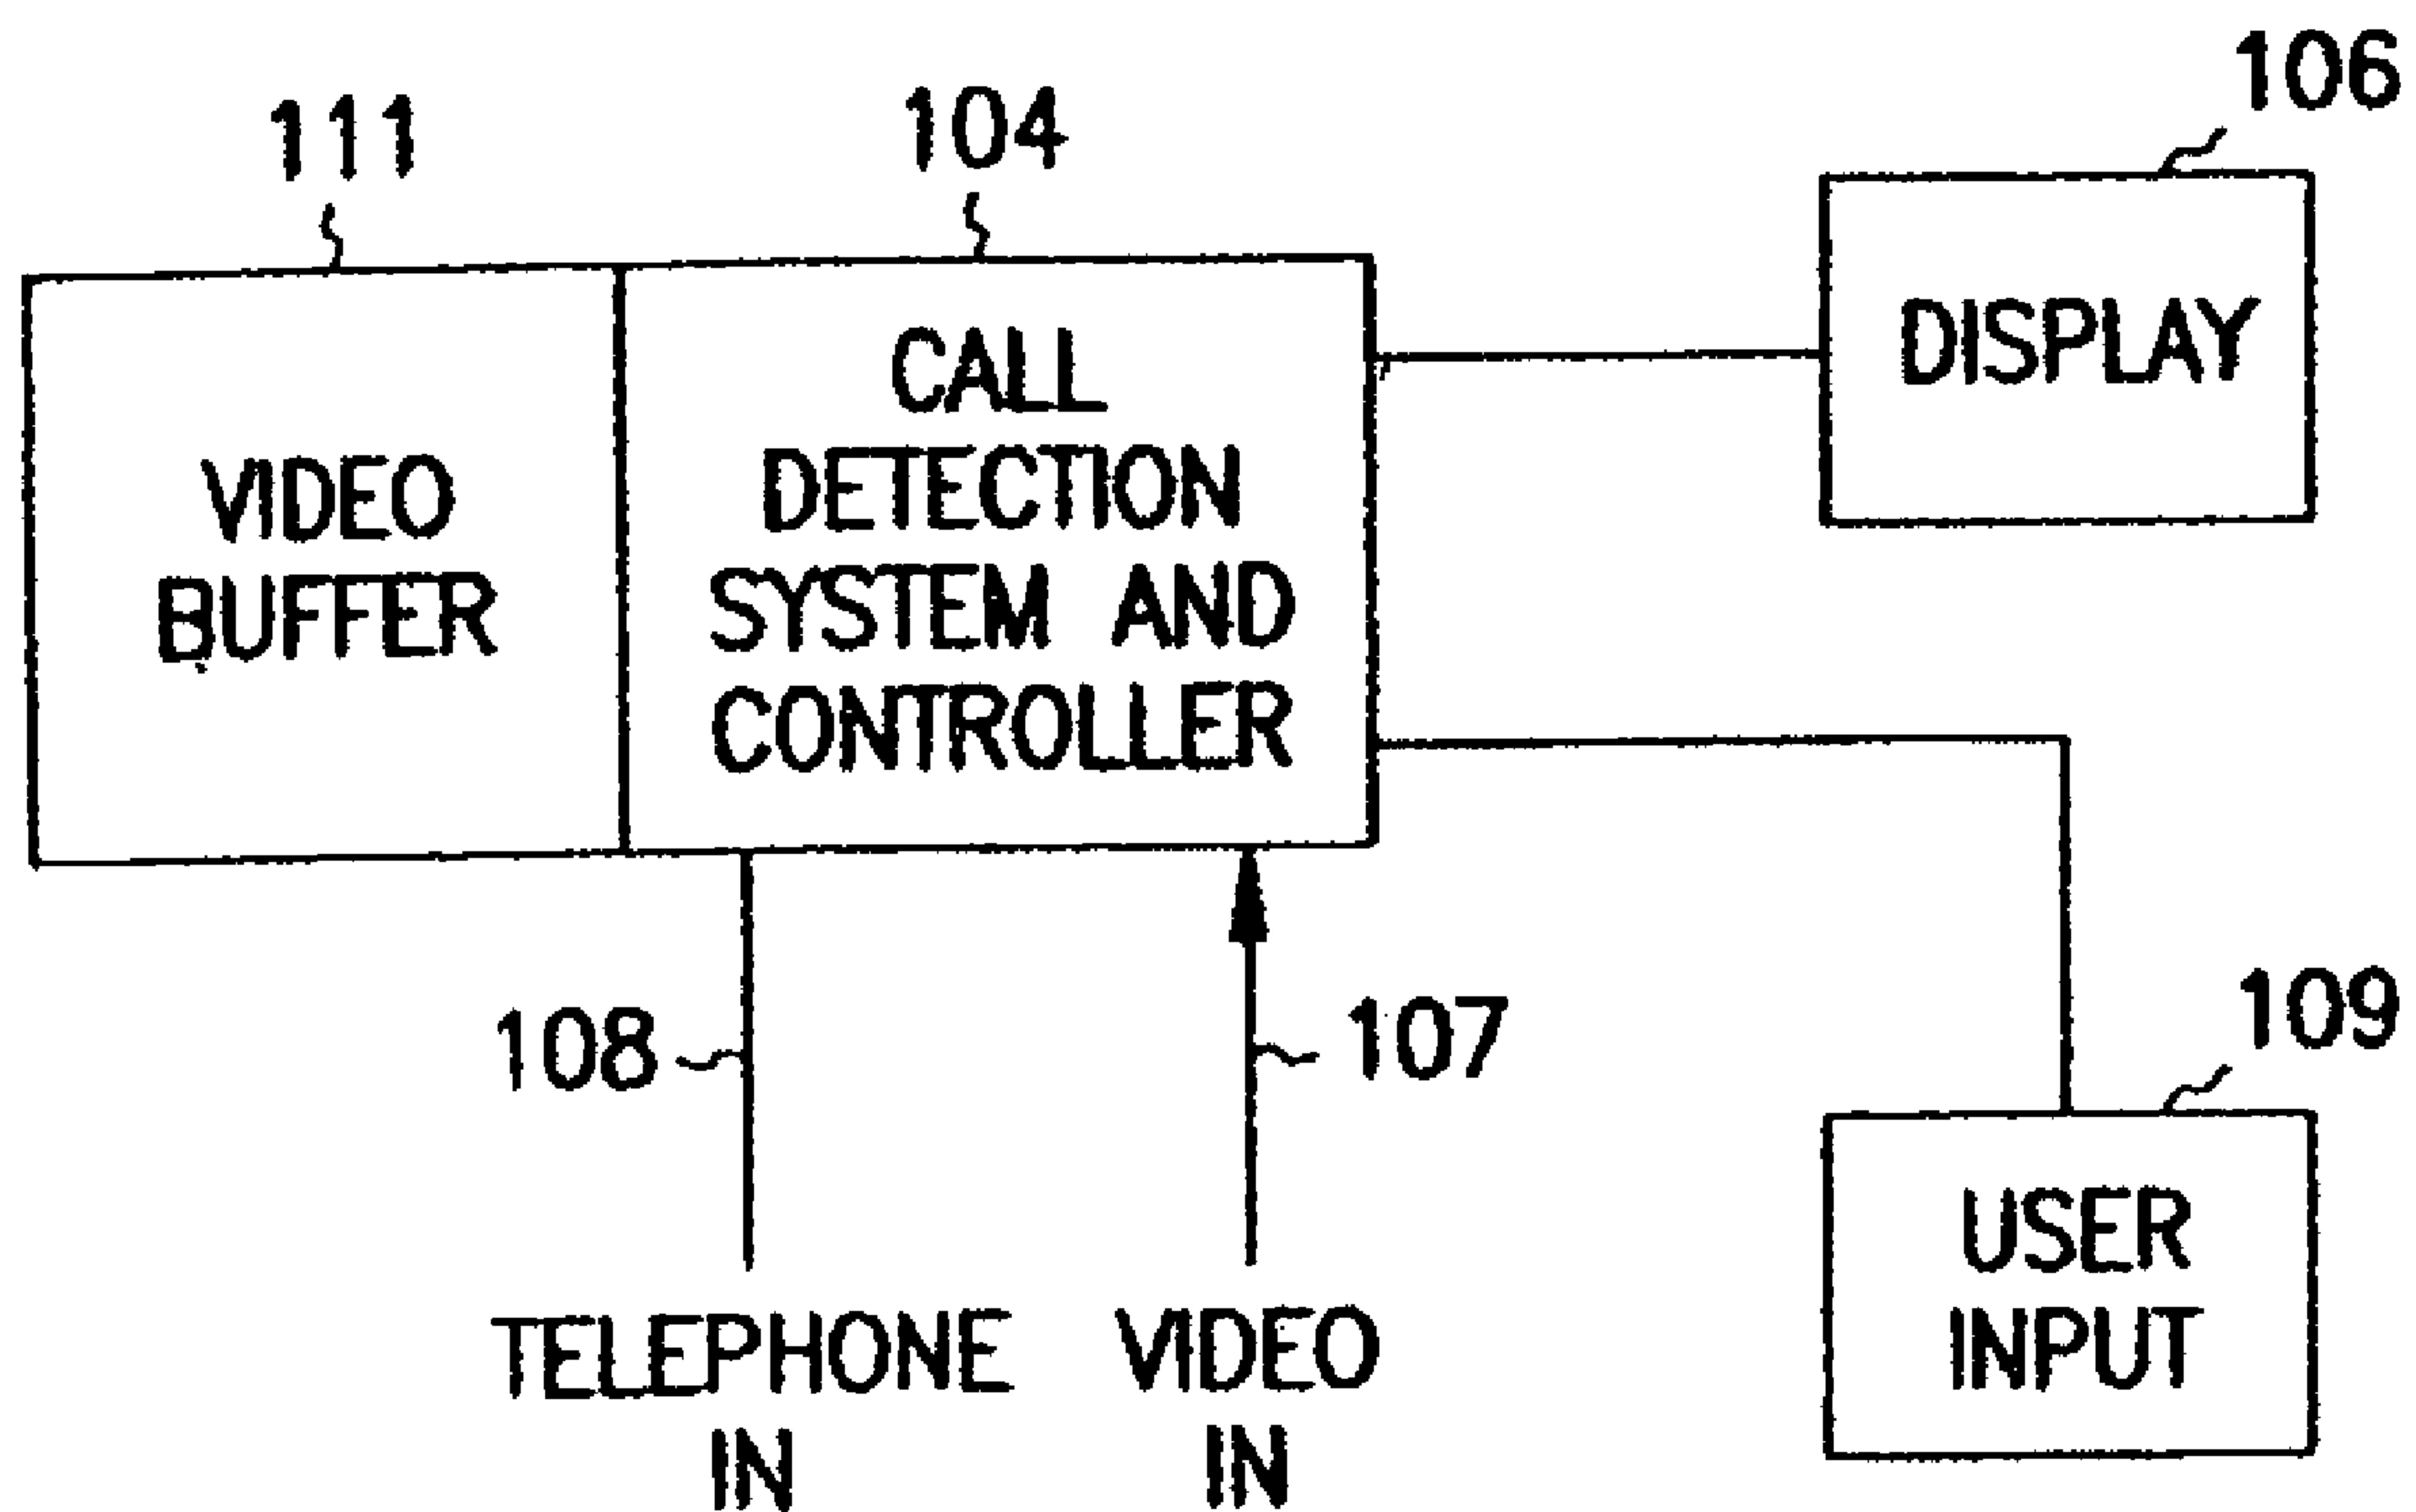 106
111
104
DISPLAY
CALL
DETECTION
SYSTEM AND
CONTROLLER
VIDEO
BUFFER
108
107
109
USER
INPUT
TELEPHONE
IN
VIDEO
IN